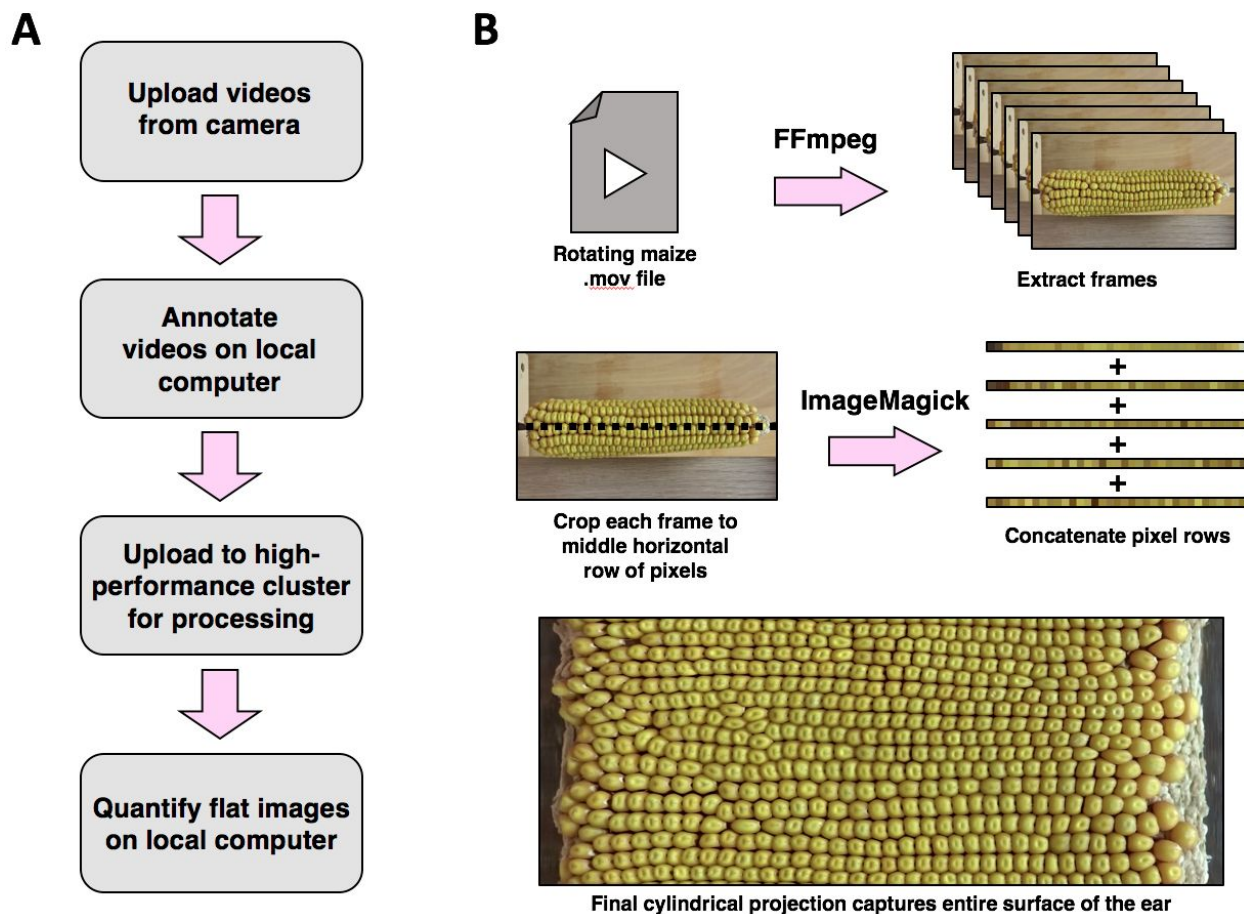 A
Upload videos
from camera
Annotate
videos on local
computer
Upload to high-
performance cluster
for processing
Quantify flat images
on local computer
B
FFmpeg
Rotating maize
.mov file
Extract frames
ImageMagick
+
+
+
+
Crop each frame to
middle horizontal
row of pixels
Concatenate pixel rows
Final cylindrical projection captures entire surface of the ear